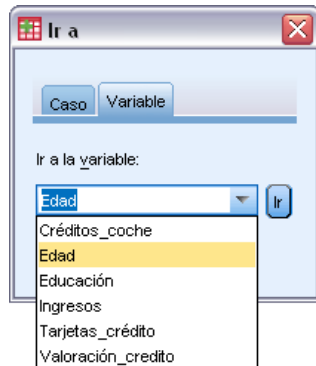 Ir a
Caso Variable
Ir a la variable:
Edad Ir
Créditos_coche
Edad
Educación
Ingresos
Tarjetas_crédito
Valoración_credito